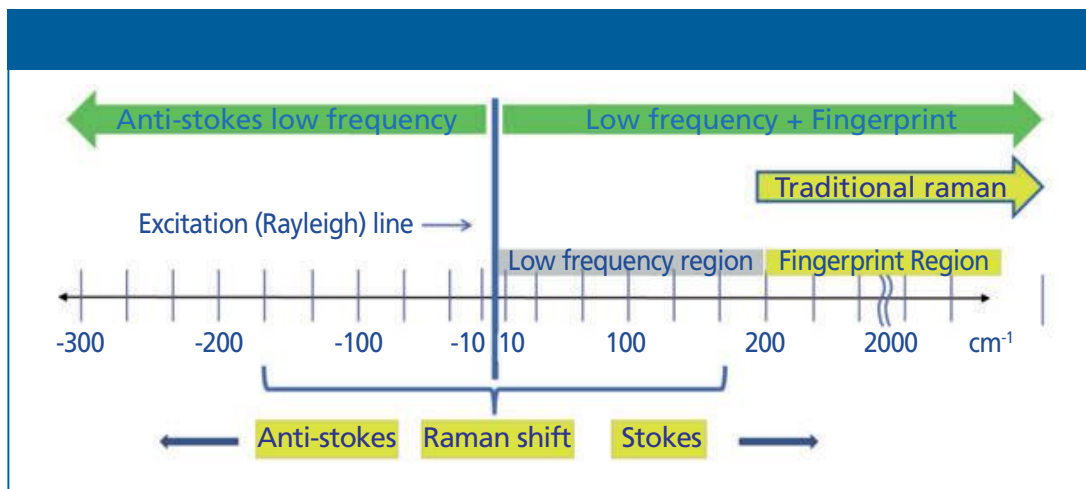 Anti-stokes low frequency Low frequency + Fingerprint
Traditional raman
Excitation (Rayleigh) line
Low frequency region Fingerprint Region
-300 -200 -100 -10 10 100 200 2000 cm-1
Anti-stokes Raman shift Stokes